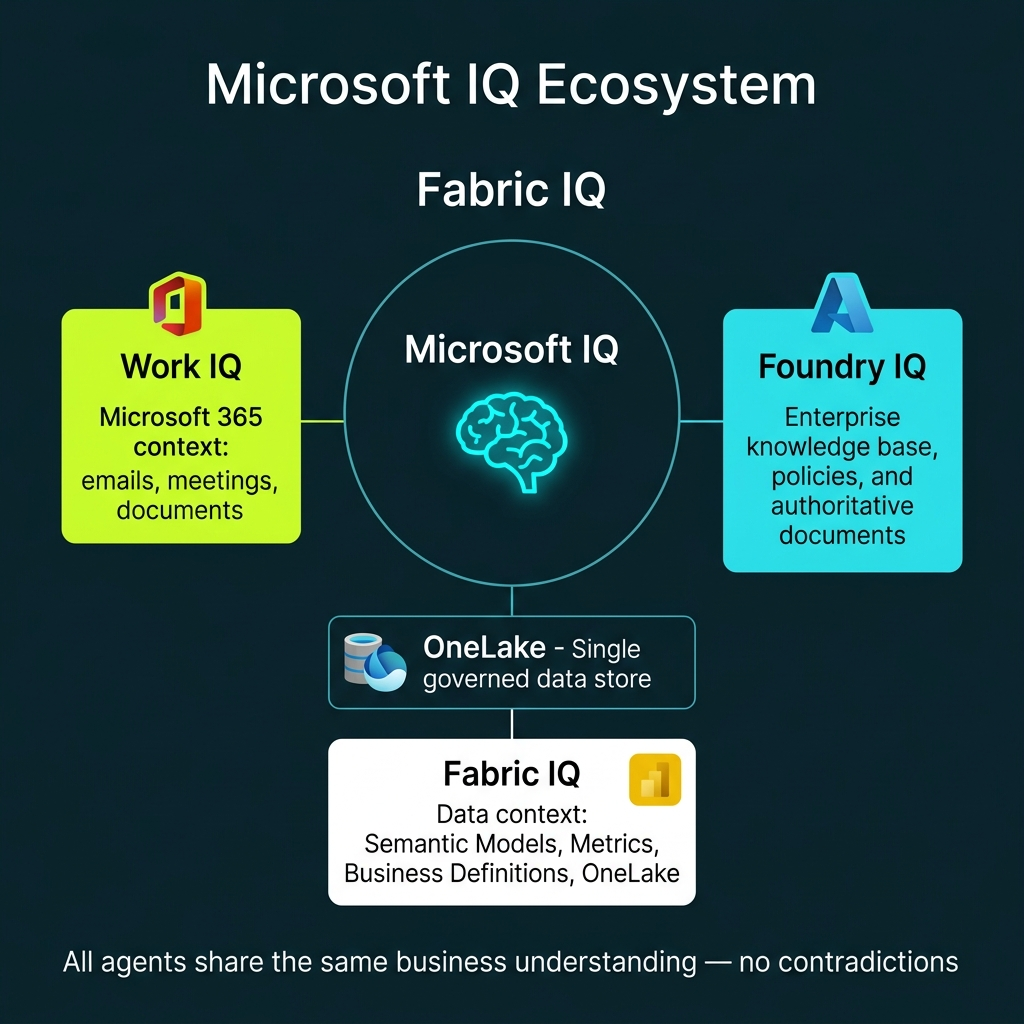 Microsoft IQ Ecosystem
Fabric IQ
Microsoft IQ
Work IQ
Microsoft 365
context:
emails, meetings,
documents
Foundry IQ
Enterprise
knowledge base,
policies, and
authoritative
documents
OneLake - Single
governed data store
Fabric IQ
Data context:
Semantic Models, Metrics,
Business Definitions, OneLake
All agents share the same business understanding — no contradictions